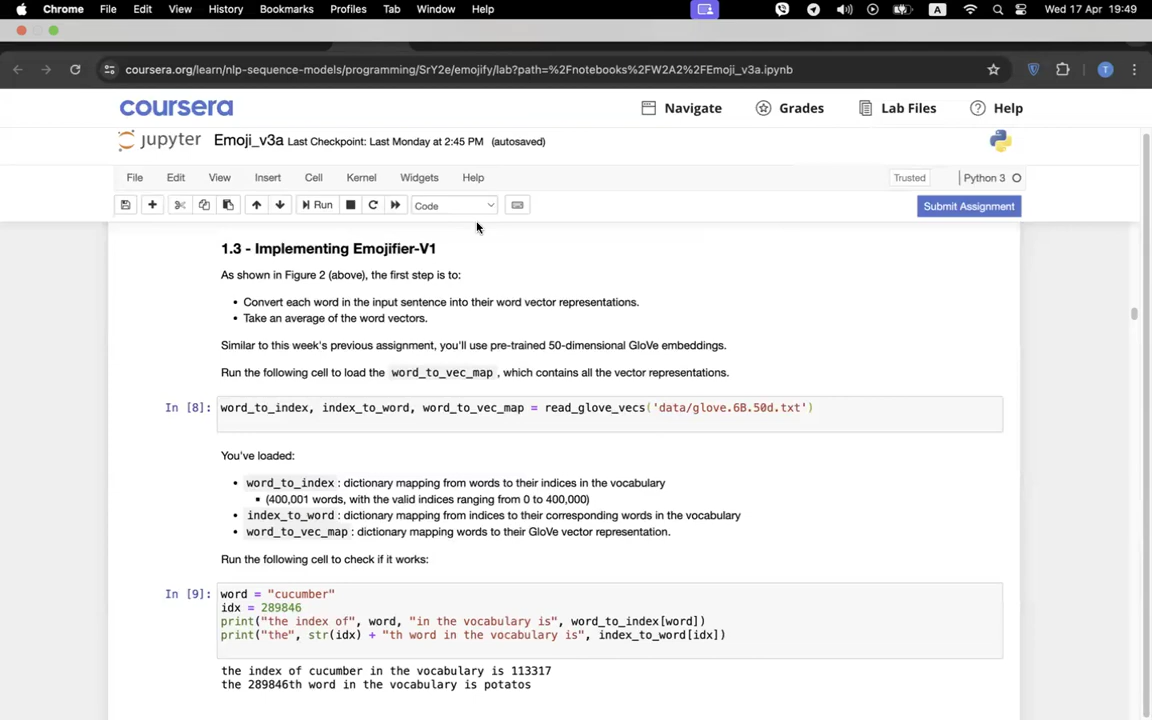 Chrome File Edit View History Bookmarks Profiles Tab Window Help A Wed 17 Apr 19:49
coursera.org/learn/nlp-sequence-models/programming/SrY2e/emojify/lab?path=%2Fnotebooks%2FW2A2%2FEmoji_v3a.ipynb T
coursera Navigate Grades Lab Files Help
jupyter Emoji_v3a Last Checkpoint: Last Monday at 2:45 PM (autosaved)
File Edit View Insert Cell Kernel Widgets Help Trusted Python 3
Run Code Submit Assignment
1.3 - Implementing Emojifier-V1
As shown in Figure 2 (above), the first step is to:
• Convert each word in the input sentence into their word vector representations.
• Take an average of the word vectors.
Similar to this week's previous assignment, you'll use pre-trained 50-dimensional GloVe embeddings.
Run the following cell to load the word_to_vec_map , which contains all the vector representations.
In [8]: word_to_index, index_to_word, word_to_vec_map = read_glove_vecs('data/glove.6B.50d.txt')
You've loaded:
• word_to_index : dictionary mapping from words to their indices in the vocabulary
▪ (400,001 words, with the valid indices ranging from 0 to 400,000)
• index_to_word : dictionary mapping from indices to their corresponding words in the vocabulary
• word_to_vec_map : dictionary mapping words to their GloVe vector representation.
Run the following cell to check if it works:
In [9]: word = "cucumber"
idx = 289846
print("the index of", word, "in the vocabulary is", word_to_index[word])
print("the", str(idx) + "th word in the vocabulary is", index_to_word[idx])
the index of cucumber in the vocabulary is 113317
the 289846th word in the vocabulary is potatos